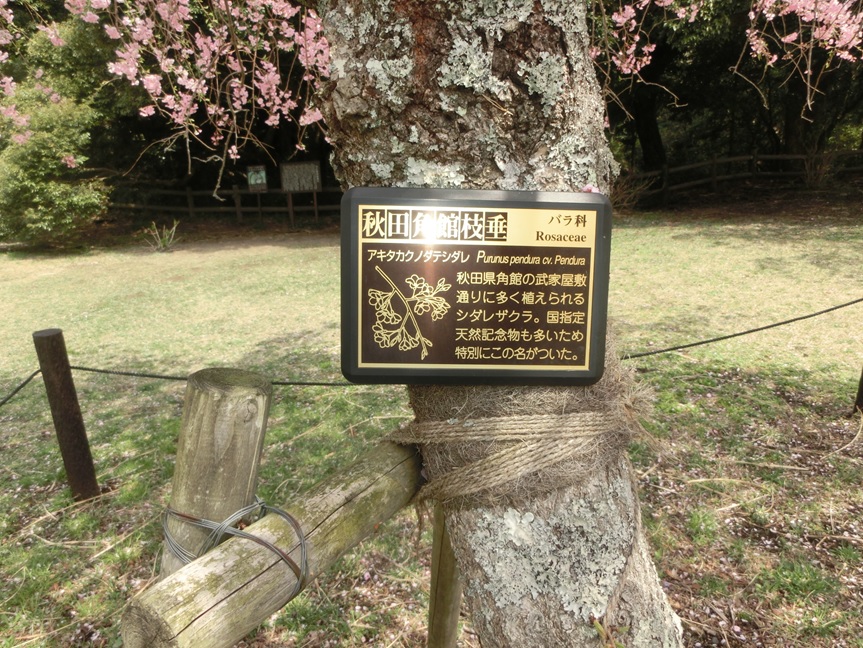 秋田角館枝垂
バラ科
Rosaceae
アキタカクノダテシダレ Purunus pendura cv. Pendura
秋田県角館の武家屋敷
通りに多く植えられる
シダレザクラ。国指定
天然記念物も多いため
特別にこの名がついた。